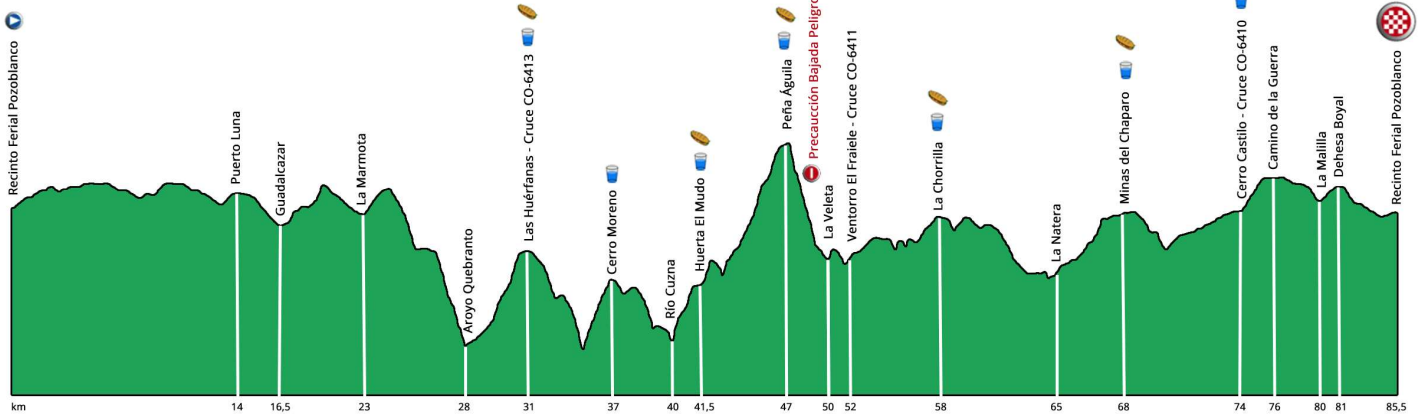 Recinto Ferial Pozoblanco
Puerto Luna
Guadalcazar
La Marmota
Aroyo Quebranto
Las Huérfanas - Cruce CO-6413
Cerro Moreno
Río Cuzna
Huerta El Mudo
Peña Águila
Precaucción Bajada Peligro
La Veleta
Ventorro El Fraiele - Cruce CO-6411
La Chorrilla
La Natera
Minas del Chaparo
Cerro Castilo - Cruce CO-6410
Camino de la Guerra
La Malilla
Dehesa Boyal
Recinto Ferial Pozoblanco
km 14 16,5 23 28 31 37 40 41,5 47 50 52 58 65 68 74 76 80 81 85,54